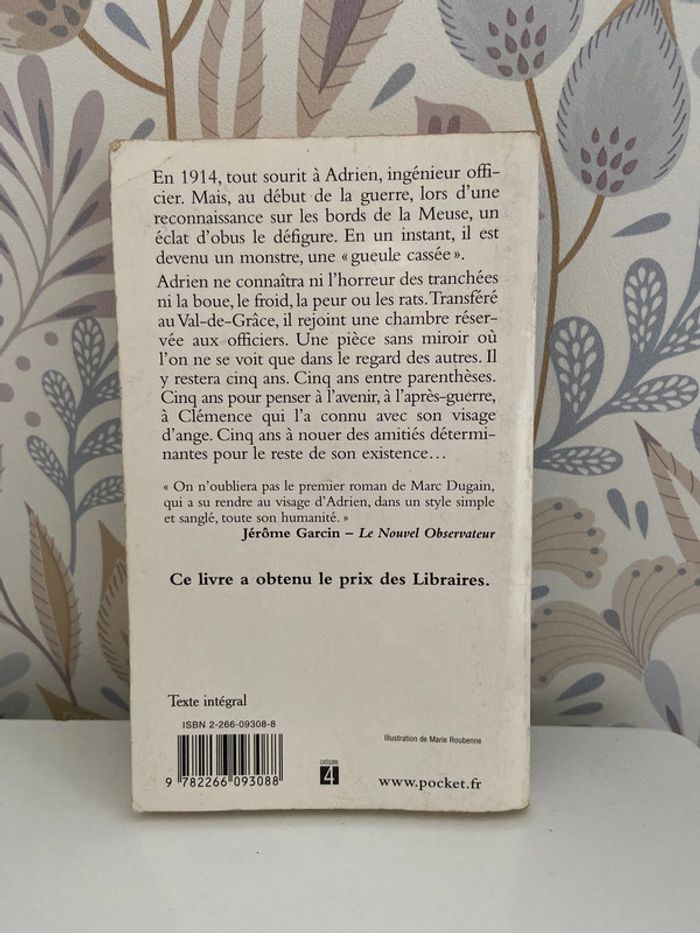 En 1914, tout sourit à Adrien, ingénieur offi-
cier. Mais, au début de la guerre, lors d'une
reconnaissance sur les bords de la Meuse, un
éclat d'obus le défigure. En un instant, il est
devenu un monstre, une « gueule cassée ».
Adrien ne connaîtra ni l'horreur des tranchées
ni la boue, le froid, la peur ou les rats. Transféré
au Val-de-Grâce, il rejoint une chambre réser-
vée aux officiers. Une pièce sans miroir où
l'on ne se voit que dans le regard des autres. Il
y restera cinq ans. Cinq ans entre parenthèses.
Cinq ans pour penser à l'avenir, à l'après-guerre,
à Clémence qui l'a connu avec son visage
d'ange. Cinq ans à nouer des amitiés détermi-
nantes pour le reste de son existence…
« On n'oubliera pas le premier roman de Marc Dugain,
qui a su rendre au visage d'Adrien, dans un style simple
et sanglé, toute son humanité. »
Jérôme Garcin – Le Nouvel Observateur
Ce livre a obtenu le prix des Libraires.
Texte intégral
ISBN 2-266-09308-8
Illustration de Marie Roubenne
CATÉGORIE
4
9 782266 093088
www.pocket.fr